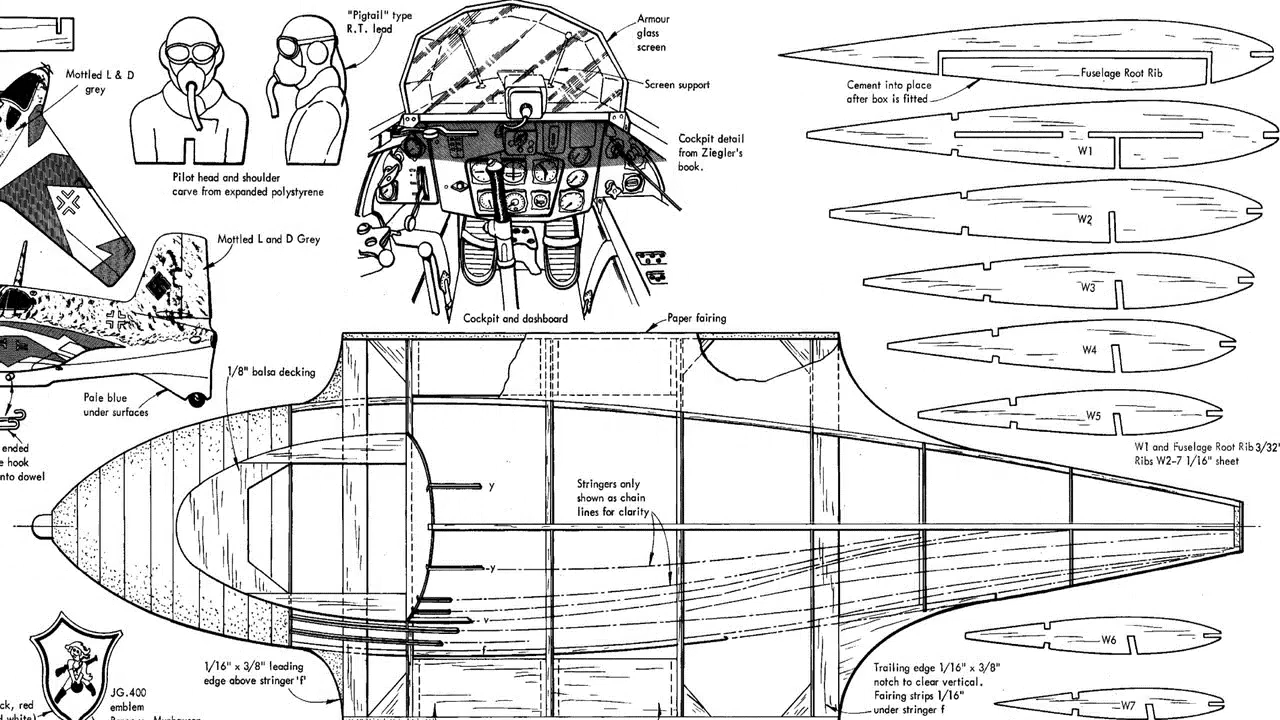 "Pigtail" type
R.T. lead
Mottled L & D
grey
Armour
glass
screen
Screen support
Pilot head and shoulder
carve from expanded polystyrene
Cockpit detail
from Ziegler's
book.
Mottled L and D Grey
Cockpit and dashboard
Paper fairing
1/8" balsa decking
Pale blue
under surfaces
ended
hook
nto dowel
Fuselage Root Rib
Cement into place
after box is fitted
W1
W2
W3
W4
W5
W1 and Fuselage Root Rib 3/32"
Ribs W2-7 1/16" sheet
Stringers only
shown as chain
lines for clarity
y
y
v
f
1/16" x 3/8" leading
edge above stringer 'f'
JG.400
emblem
ck, red
white)
Trailing edge 1/16" x 3/8"
notch to clear vertical.
Fairing strips 1/16"
under stringer f
W6
W7